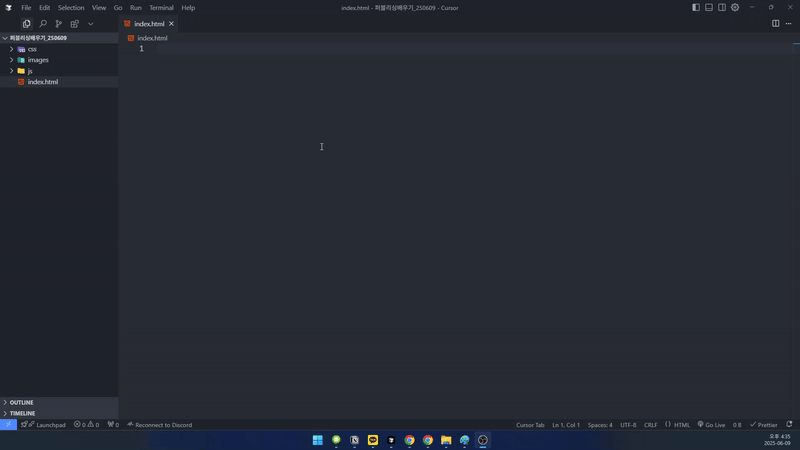 File Edit Selection View Go Run Terminal Help
index.html - 퍼블리싱배우기_250609 - Cursor
퍼블리싱배우기_250609
css
images
js
index.html
index.html
index.html
1
OUTLINE
TIMELINE
Launchpad 0 0 0 Reconnect to Discord Cursor Tab Ln 1, Col 1 Spaces: 4 UTF-8 CRLF HTML Go Live 0 B Prettier
오후 4:35
2025-06-09